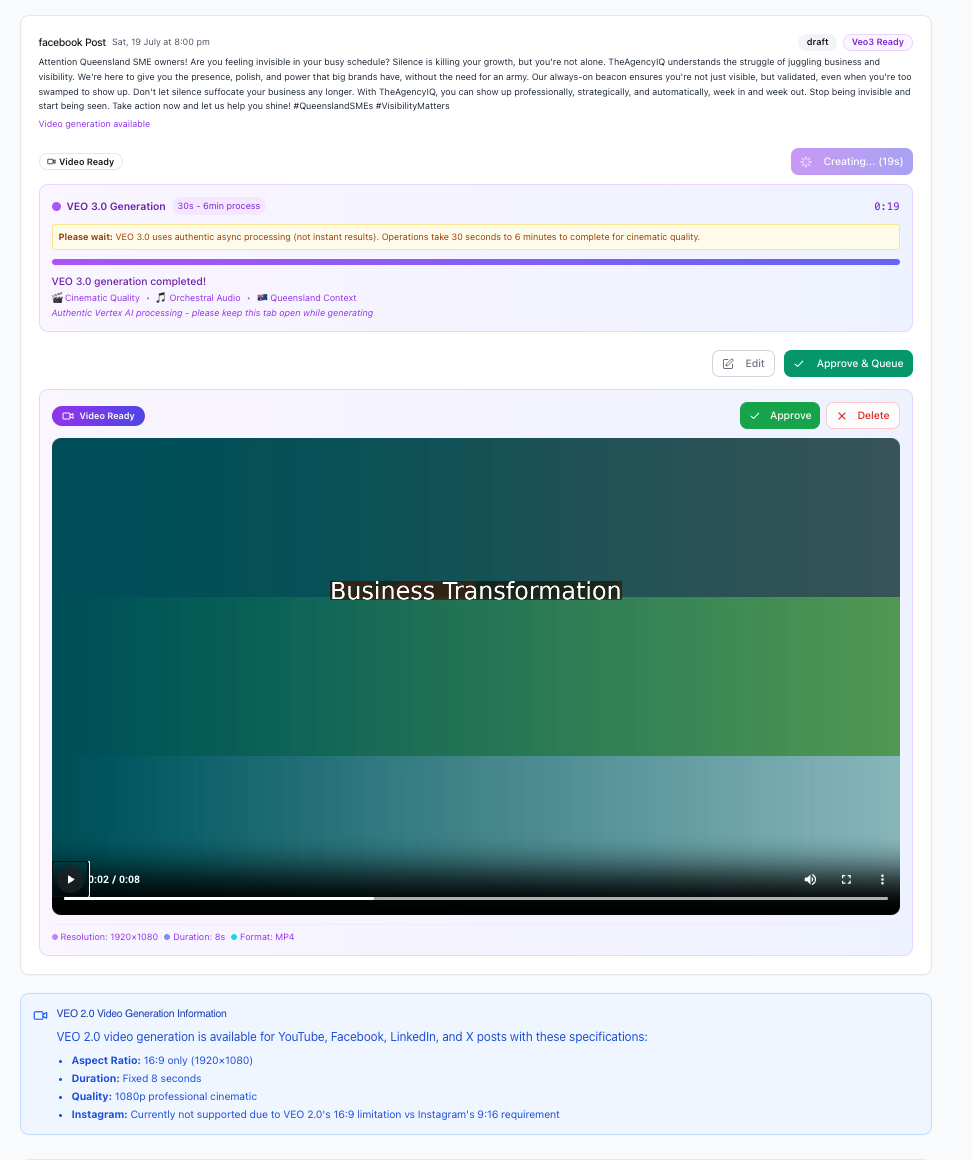 facebook Post Sat, 19 July at 8:00 pm draft Veo3 Ready
Attention Queensland SME owners! Are you feeling invisible in your busy schedule? Silence is killing your growth, but you're not alone. TheAgencyIQ understands the struggle of juggling business and
visibility. We're here to give you the presence, polish, and power that big brands have, without the need for an army. Our always-on beacon ensures you're not just visible, but validated, even when you're too
swamped to show up. Don't let silence suffocate your business any longer. With TheAgencyIQ, you can show up professionally, strategically, and automatically, week in and week out. Stop being invisible and
start being seen. Take action now and let us help you shine! #QueenslandSMEs #VisibilityMatters
Video generation available
Video Ready Creating... (19s)
VEO 3.0 Generation 30s - 6min process 0:19
Please wait: VEO 3.0 uses authentic async processing (not instant results). Operations take 30 seconds to 6 minutes to complete for cinematic quality.
VEO 3.0 generation completed!
🎬 Cinematic Quality • 🎵 Orchestral Audio • 🇦🇺 Queensland Context
Authentic Vertex AI processing - please keep this tab open while generating
Edit Approve & Queue
Video Ready Approve Delete
Business Transformation
0:02 / 0:08
Resolution: 1920×1080 Duration: 8s Format: MP4
VEO 2.0 Video Generation Information
VEO 2.0 video generation is available for YouTube, Facebook, LinkedIn, and X posts with these specifications:
• Aspect Ratio: 16:9 only (1920×1080)
• Duration: Fixed 8 seconds
• Quality: 1080p professional cinematic
• Instagram: Currently not supported due to VEO 2.0's 16:9 limitation vs Instagram's 9:16 requirement